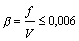 β = f/V ≤ 0,006